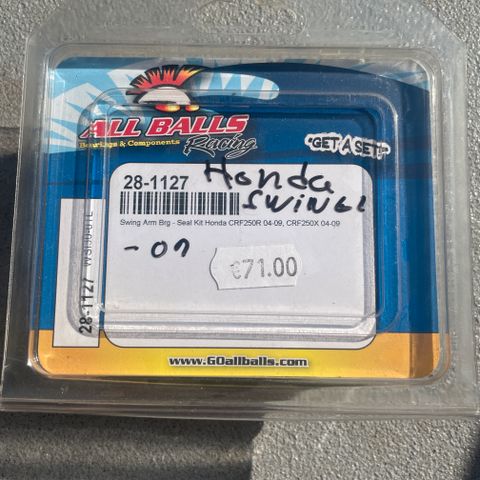 ALL BALLS
Bearings & Components
Racing
"GET A SET!"
28-1127
Honda
SWING
Swing Arm Brg - Seal Kit Honda CRF250R 04-09, CRF250X 04-09
28-1127
-07
€71.00
www.GOallballs.com